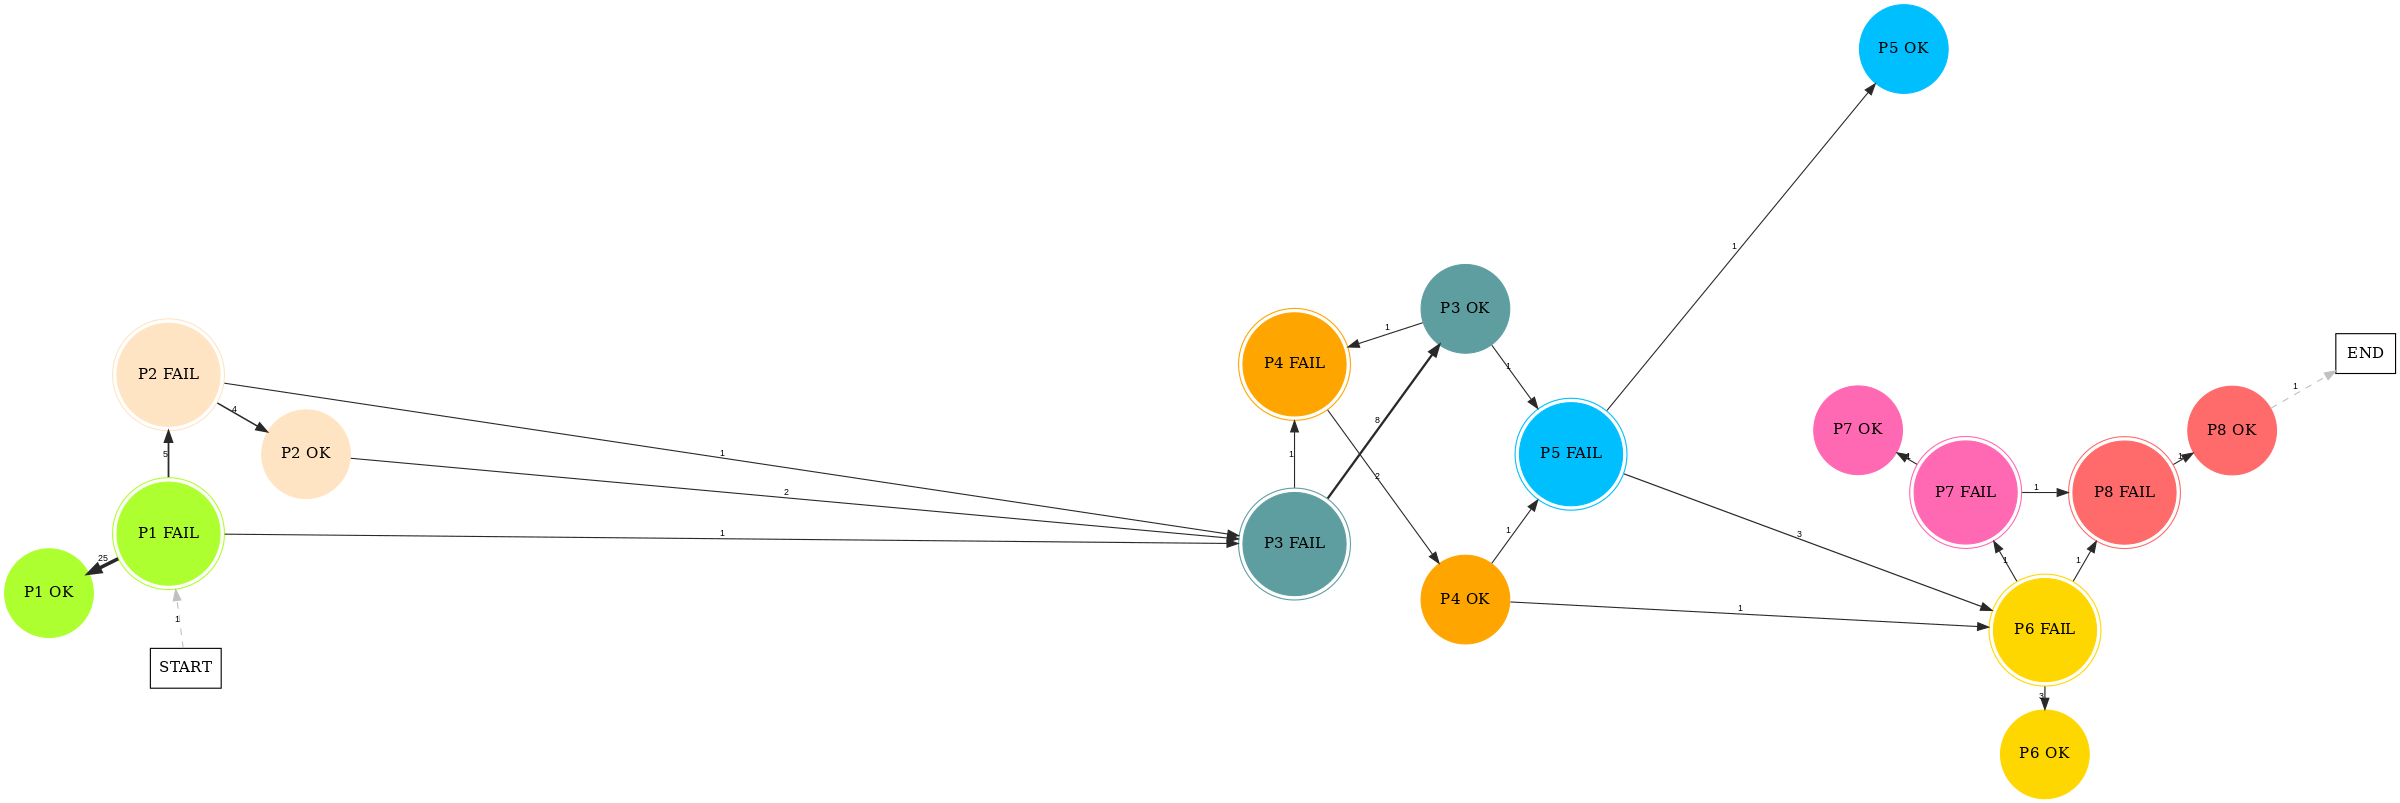 P5 OK
1
P3 OK
1
P4 FAIL
1
P2 FAIL
4
P2 OK
5
1
2
8
2
1
1
P5 FAIL
3
P7 OK
1
P7 FAIL
1
P8 FAIL
1
P8 OK
1
END
P1 FAIL
25
P1 OK
1
START
1
P3 FAIL
1
P4 OK
1
1
1
P6 FAIL
3
P6 OK